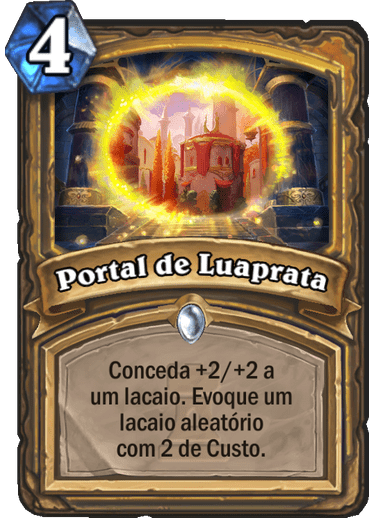 4
Portal de Luaprata
Conceda +2/+2 a
um lacaio. Evoque um
lacaio aleatório
com 2 de Custo.